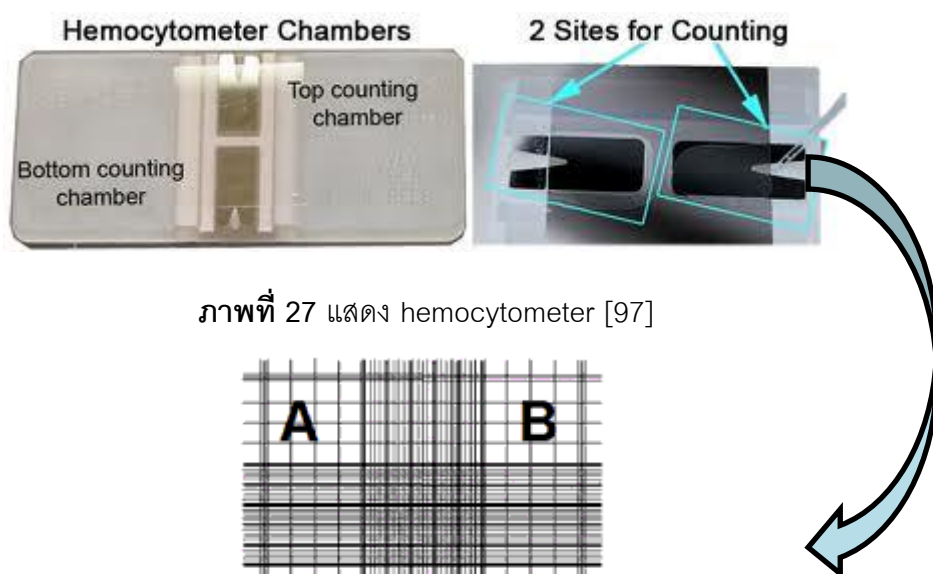 Hemocytometer Chambers
2 Sites for Counting
Top counting
chamber
Bottom counting
chamber
ภาพที่ 27 แสดง hemocytometer [97]
A
B